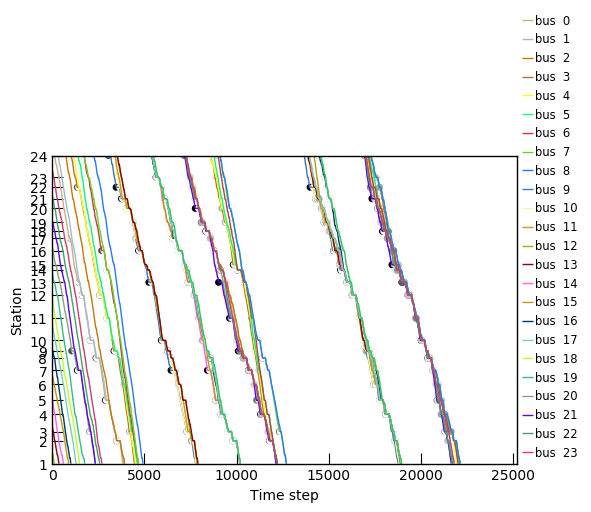 bus 0
bus 1
bus 2
bus 3
bus 4
bus 5
bus 6
bus 7
bus 8
bus 9
bus 10
bus 11
bus 12
bus 13
bus 14
bus 15
bus 16
bus 17
bus 18
bus 19
bus 20
bus 21
bus 22
bus 23
24
23
22
21
20
19
18
17
16
15
14
13
12
11
10
9
8
7
6
5
4
3
2
1
Station
0 5000 10000 15000 20000 25000
Time step